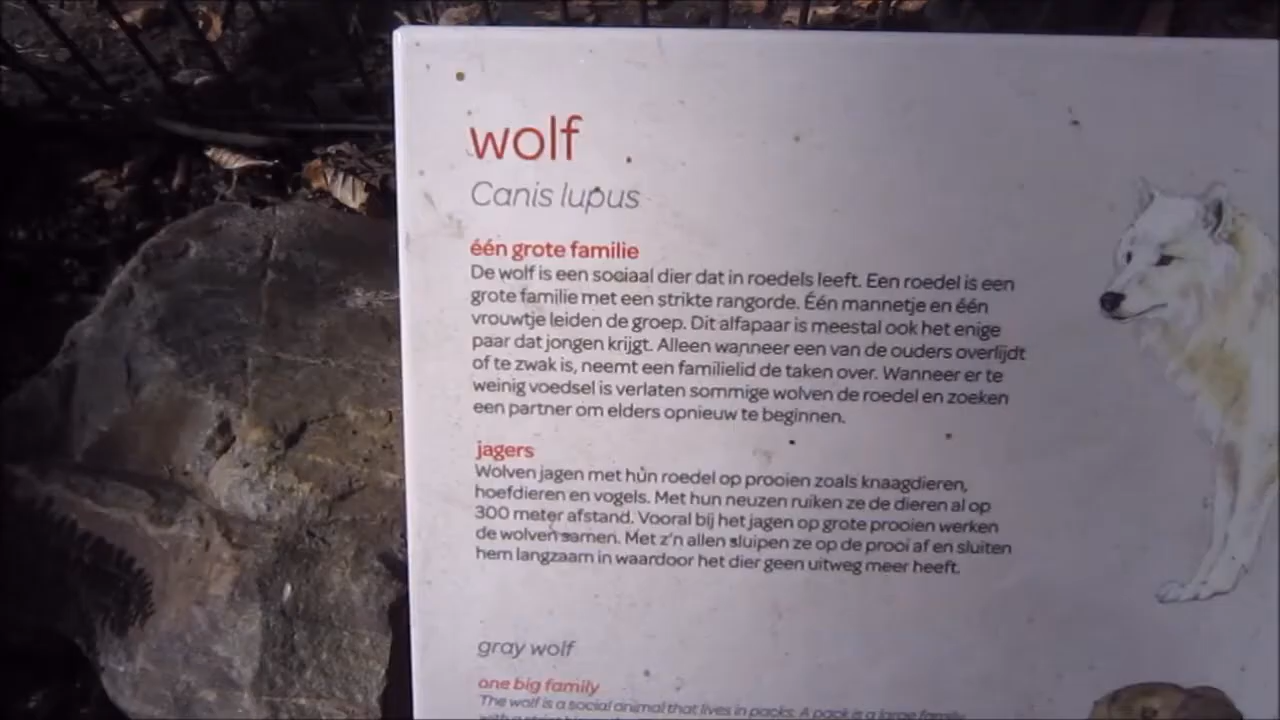 wolf
Canis lupus
één grote familie
De wolf is een sociaal dier dat in roedels leeft. Een roedel is een
grote familie met een strikte rangorde. Één mannetje en één
vrouwtje leiden de groep. Dit alfapaar is meestal ook het enige
paar dat jongen krijgt. Alleen wanneer een van de ouders overlijdt
of te zwak is, neemt een familielid de taken over. Wanneer er te
weinig voedsel is verlaten sommige wolven de roedel en zoeken
een partner om elders opnieuw te beginnen.
jagers
Wolven jagen met hun roedel op prooien zoals knaagdieren,
hoefdieren en vogels. Met hun neuzen ruiken ze de dieren al op
300 meter afstand. Vooral bij het jagen op grote prooien werken
de wolven samen. Met z'n allen sluipen ze op de prooi af en sluiten
hem langzaam in waardoor het dier geen uitweg meer heeft.
gray wolf
one big family
The wolf is a social animal that lives in packs. A pack is a large family